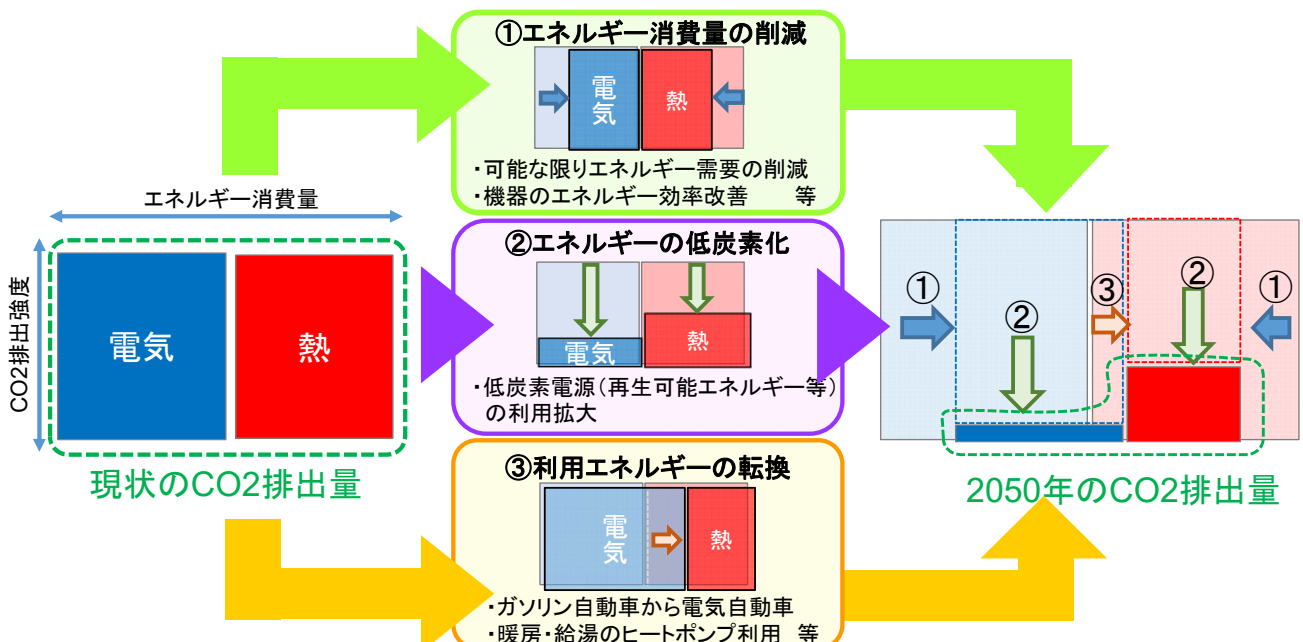 ①エネルギー消費量の削減
電気
熱
・可能な限りエネルギー需要の削減
・機器のエネルギー効率改善　等
エネルギー消費量
CO2排出強度
電気
熱
現状のCO2排出量
②エネルギーの低炭素化
電気
熱
・低炭素電源（再生可能エネルギー等）
の利用拡大
③利用エネルギーの転換
電気
熱
・ガソリン自動車から電気自動車
・暖房・給湯のヒートポンプ利用　等
①
②
③
②
①
2050年のCO2排出量